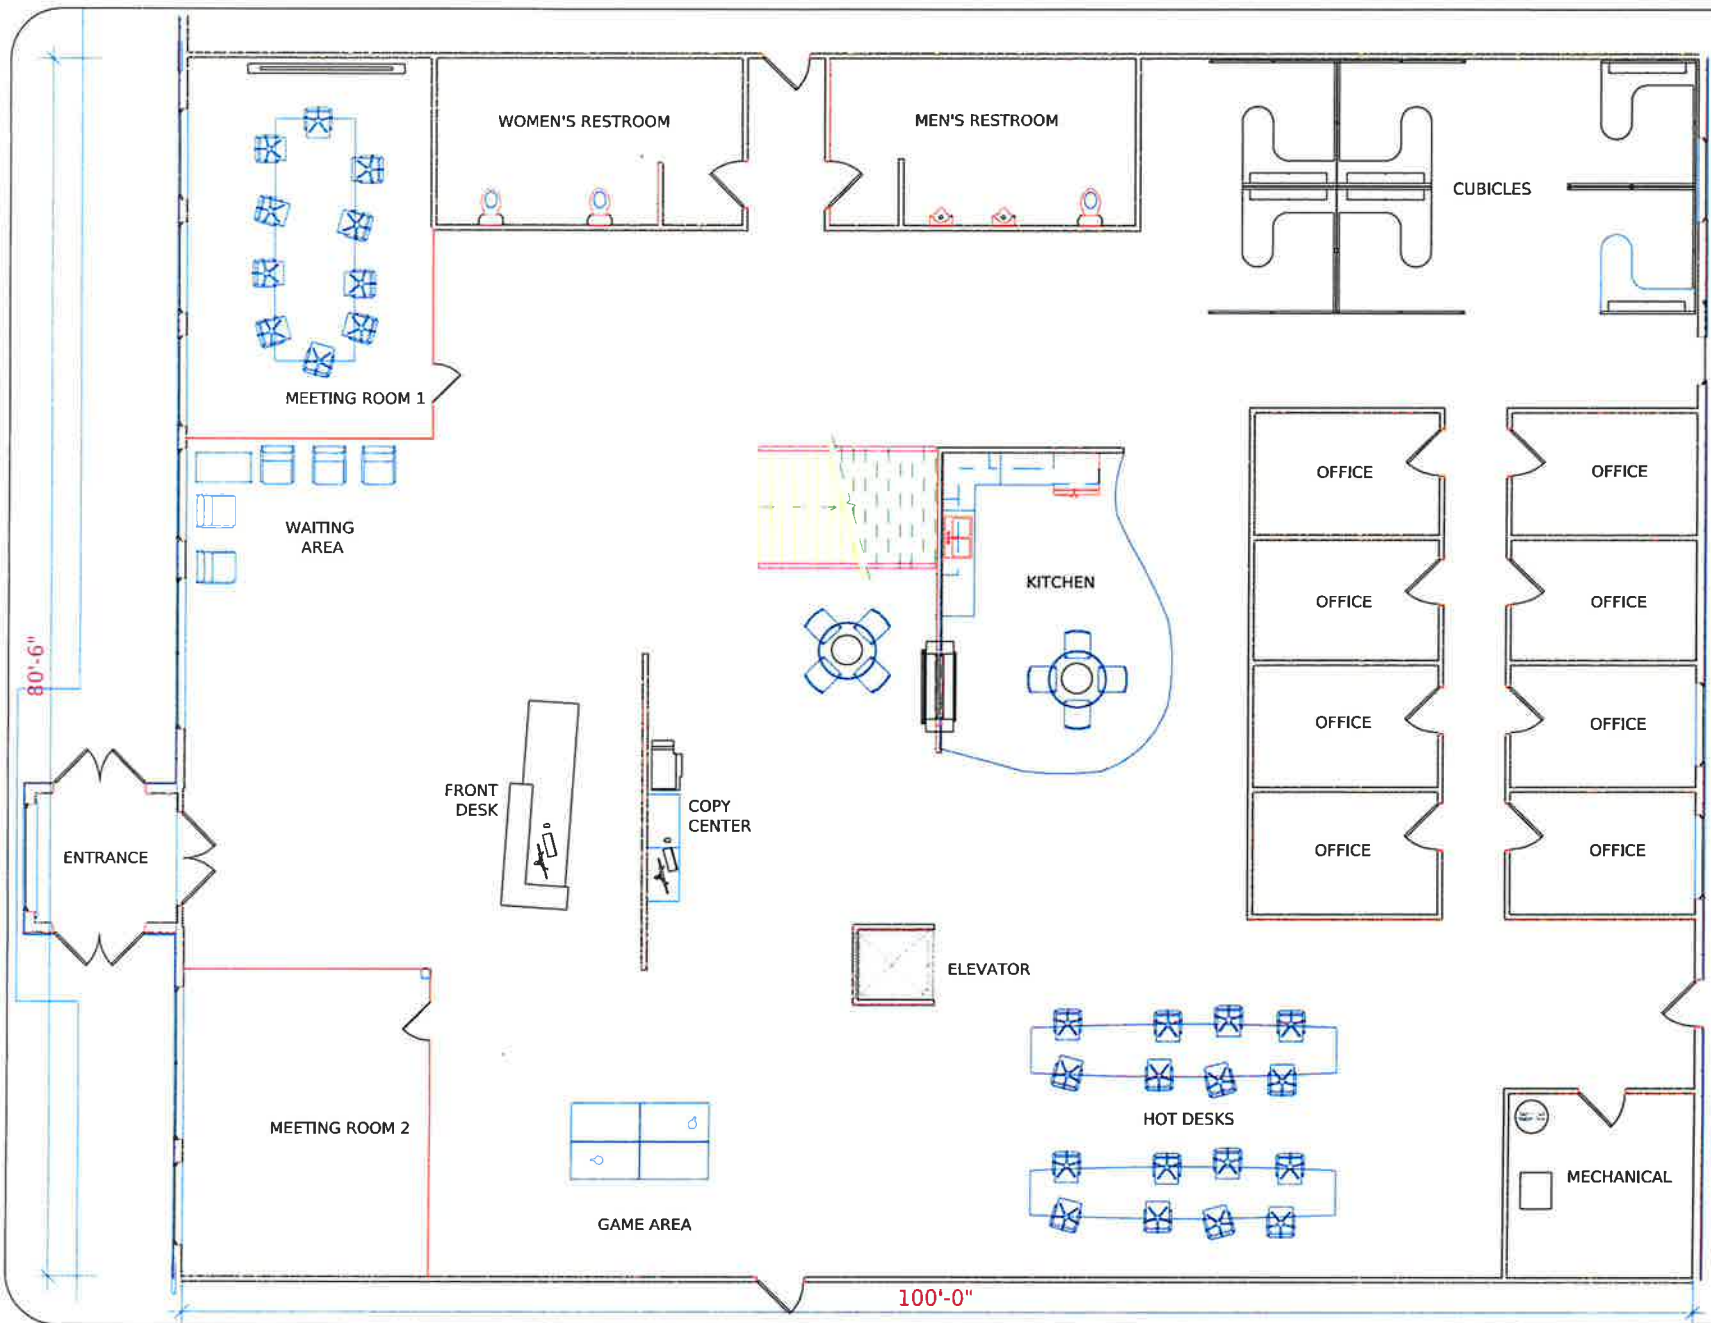 WOMEN'S RESTROOM
MEN'S RESTROOM
CUBICLES
MEETING ROOM 1
WAITING
AREA
OFFICE
OFFICE
KITCHEN
OFFICE
OFFICE
80'-6"
OFFICE
OFFICE
FRONT
DESK
COPY
CENTER
ENTRANCE
OFFICE
OFFICE
ELEVATOR
MEETING ROOM 2
HOT DESKS
MECHANICAL
GAME AREA
100'-0"